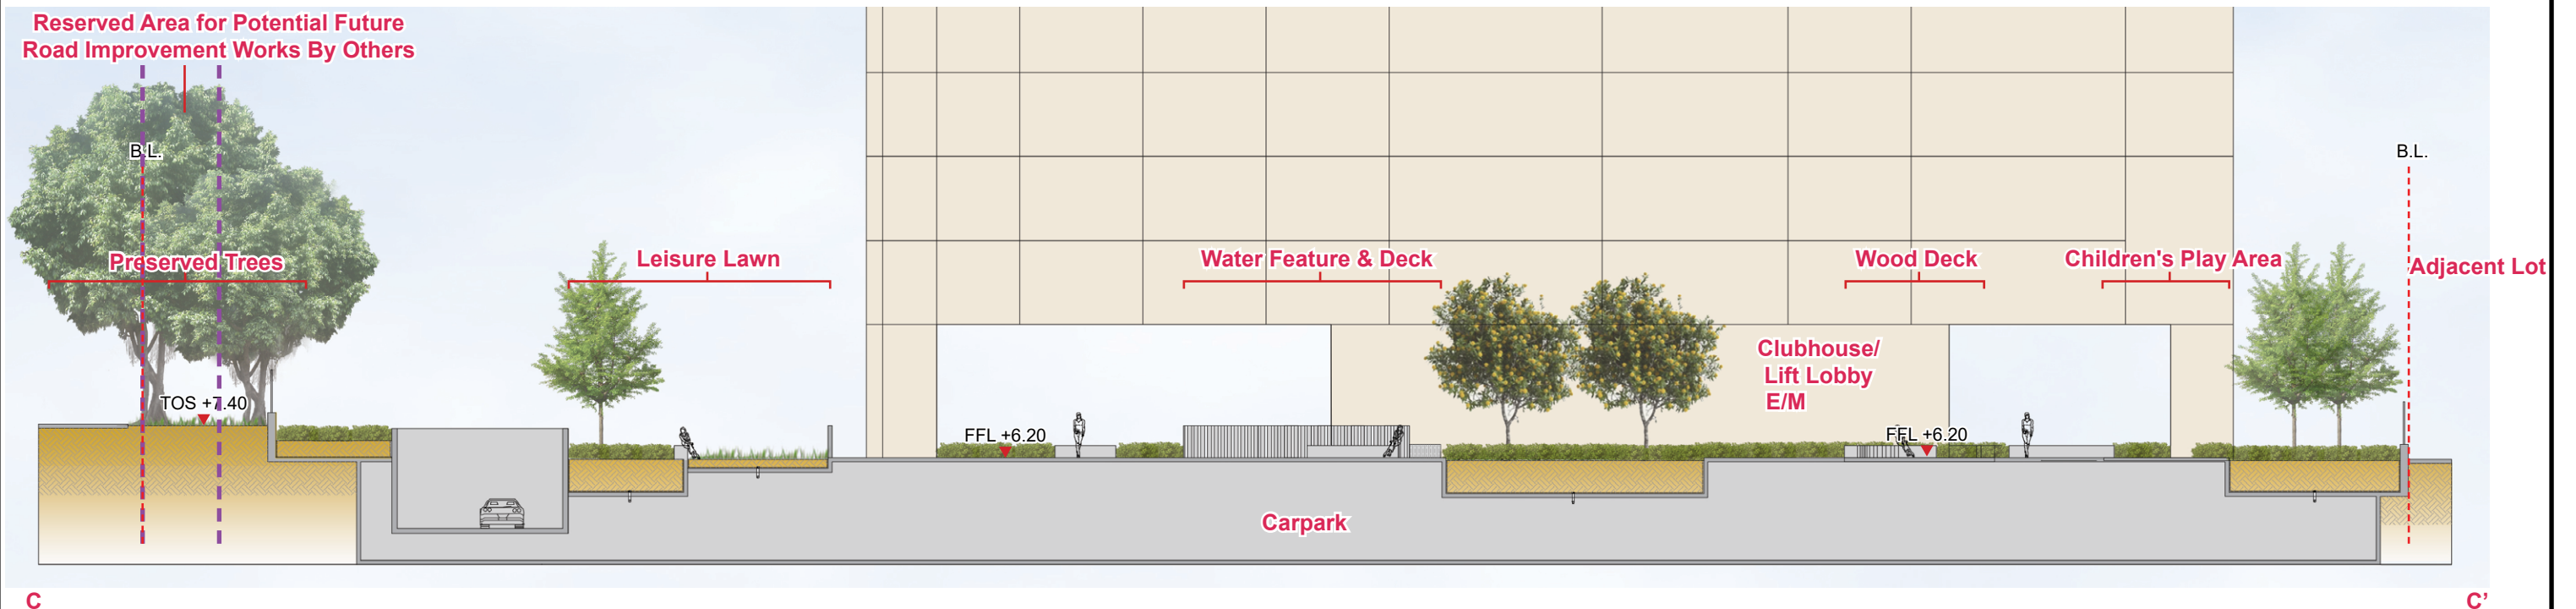 Reserved Area for Potential Future
Road Improvement Works By Others
B.L.
B.L.
Preserved Trees
Leisure Lawn
Water Feature & Deck
Wood Deck
Children's Play Area
Adjacent Lot
Clubhouse/
Lift Lobby
E/M
TOS +7.40
FFL +6.20
FFL +6.20
Carpark
C
C’